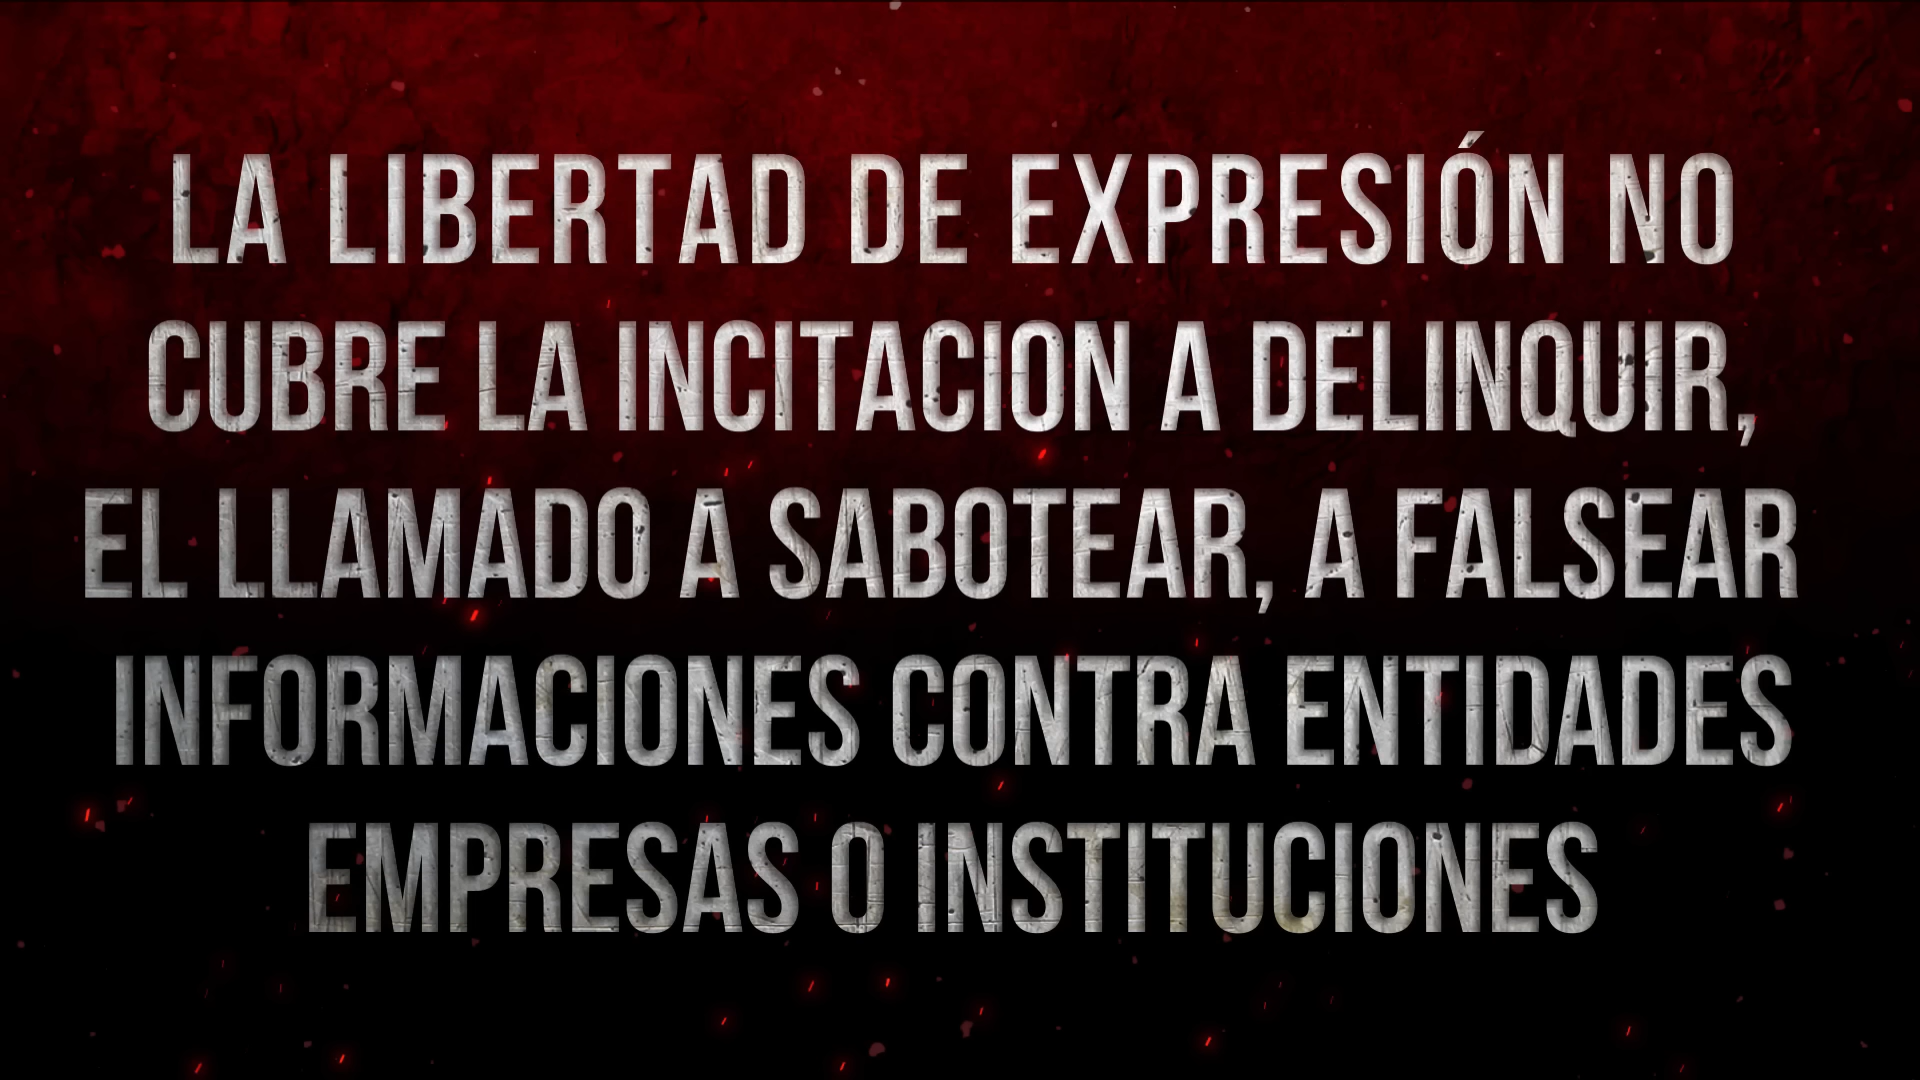 LA LIBERTAD DE EXPRESIÓN NO
CUBRE LA INCITACION A DELINQUIR,
EL LLAMADO A SABOTEAR, A FALSEAR
INFORMACIONES CONTRA ENTIDADES
EMPRESAS O INSTITUCIONES